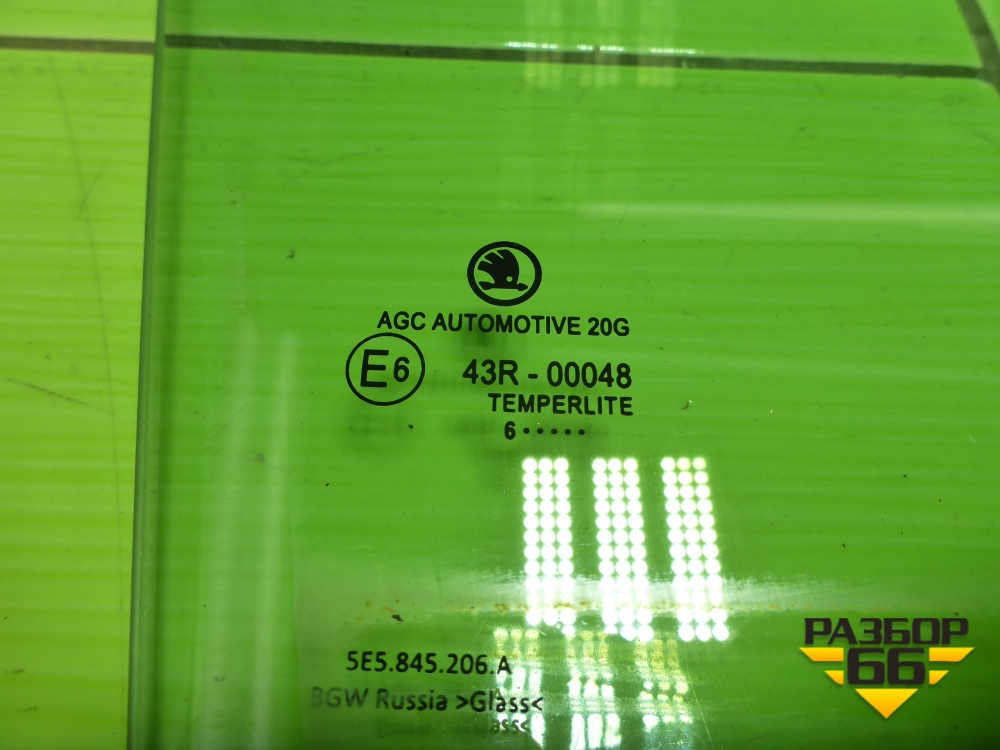 AGC AUTOMOTIVE 20G
E6 43R - 00048
TEMPERLITE
6 • • • • •
5E5.845.206.A
BGW Russia >Glass<
РАЗБОР
66